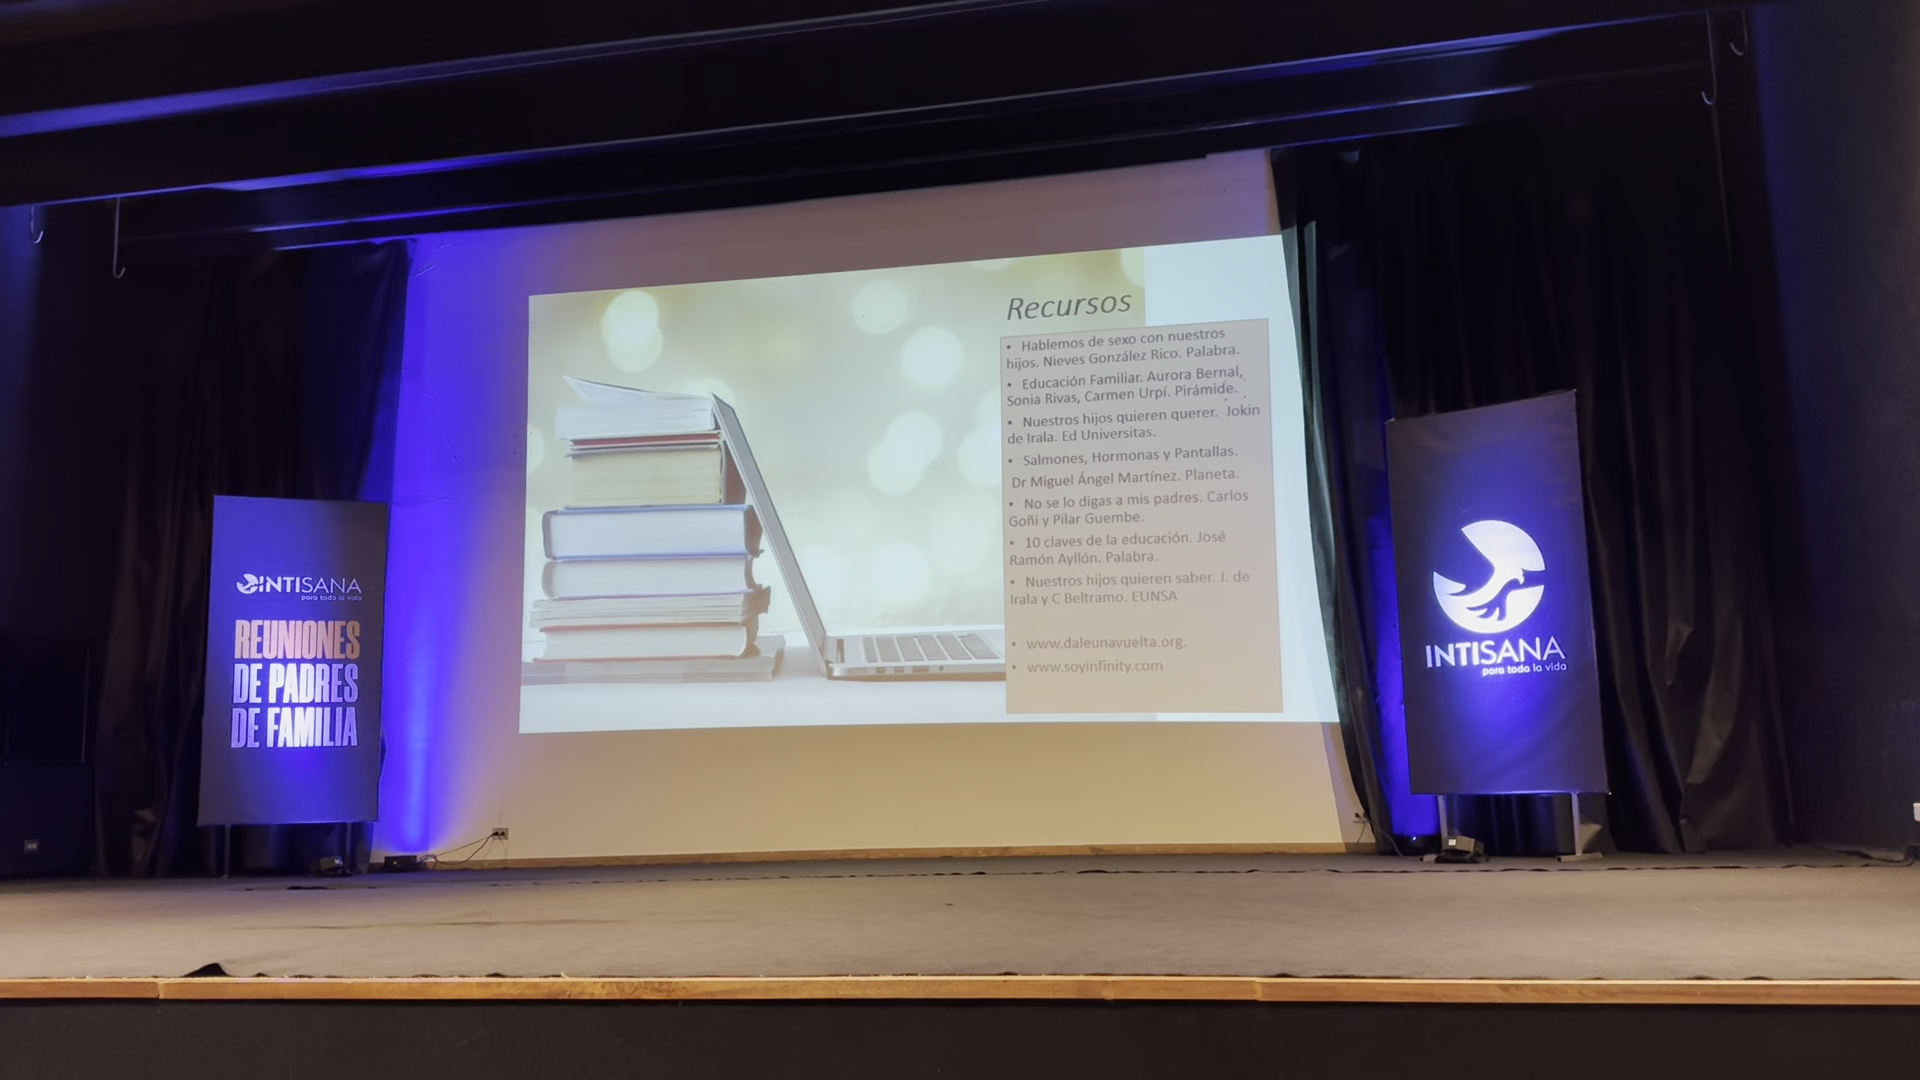 INTISANA
para toda la vida
REUNIONES
DE PADRES
DE FAMILIA
Recursos
• Hablemos de sexo con nuestros
hijos. Nieves González Rico. Palabra.
• Educación Familiar. Aurora Bernal,
Sonia Rivas, Carmen Urpí. Pirámide.
• Nuestros hijos quieren querer. Jokin
de Irala. Ed Universitas.
• Salmones, Hormonas y Pantallas.
Dr Miguel Ángel Martínez. Planeta.
• No se lo digas a mis padres. Carlos
Goñi y Pilar Guembe.
• 10 claves de la educación. José
Ramón Ayllón. Palabra.
• Nuestros hijos quieren saber. J. de
Irala y C Beltramo. EUNSA
• www.daleunavuelta.org.
• www.soyinfinity.com
INTISANA
para toda la vida